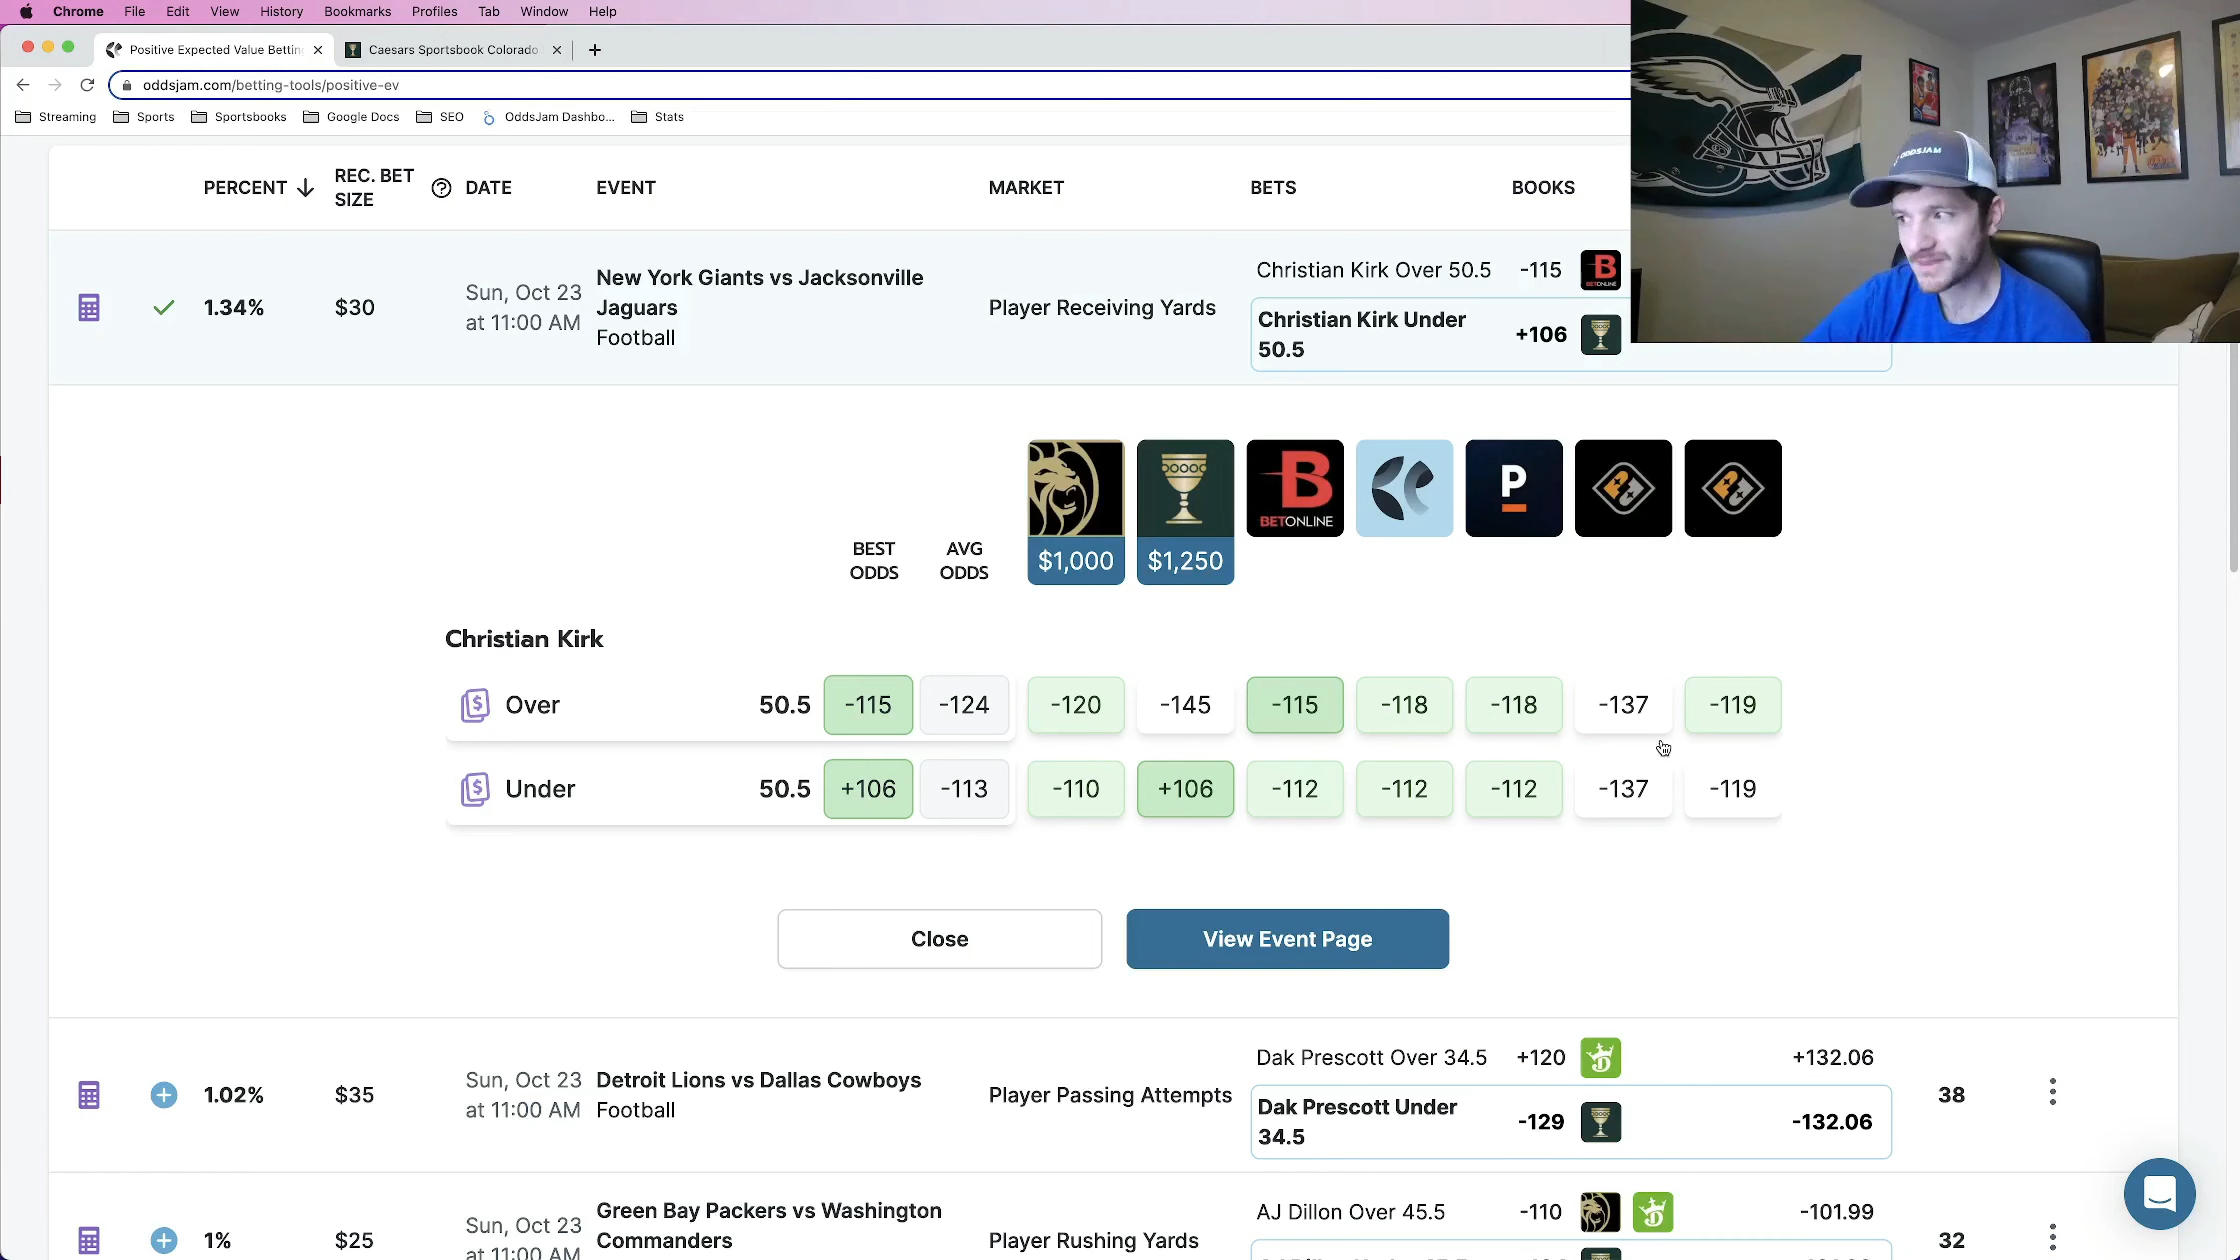 Chrome File Edit View History Bookmarks Profiles Tab Window Help
Positive Expected Value Betting Caesars Sportsbook Colorado
oddsjam.com/betting-tools/positive-ev
Streaming Sports Sportsbooks Google Docs SEO OddsJam Dashbo... Stats
PERCENT REC. BET SIZE DATE EVENT MARKET BETS BOOKS
ODDSJAM
1.34% $30 Sun, Oct 23 at 11:00 AM
New York Giants vs Jacksonville
Jaguars
Football
Player Receiving Yards
Christian Kirk Over 50.5 -115 B BETONLINE
Christian Kirk Under
50.5 +106
B BETONLINE P
BEST ODDS AVG ODDS $1,000 $1,250
Christian Kirk
Over 50.5 -115 -124 -120 -145 -115 -118 -118 -137 -119
Under 50.5 +106 -113 -110 +106 -112 -112 -112 -137 -119
Close View Event Page
1.02% $35 Sun, Oct 23 at 11:00 AM
Detroit Lions vs Dallas Cowboys
Football
Player Passing Attempts
Dak Prescott Over 34.5 +120 +132.06
Dak Prescott Under
34.5 -129 -132.06
38
1% $25 Sun, Oct 23
11:00 AM
Green Bay Packers vs Washington
Commanders
Player Rushing Yards
AJ Dillon Over 45.5 -110 -101.99
32